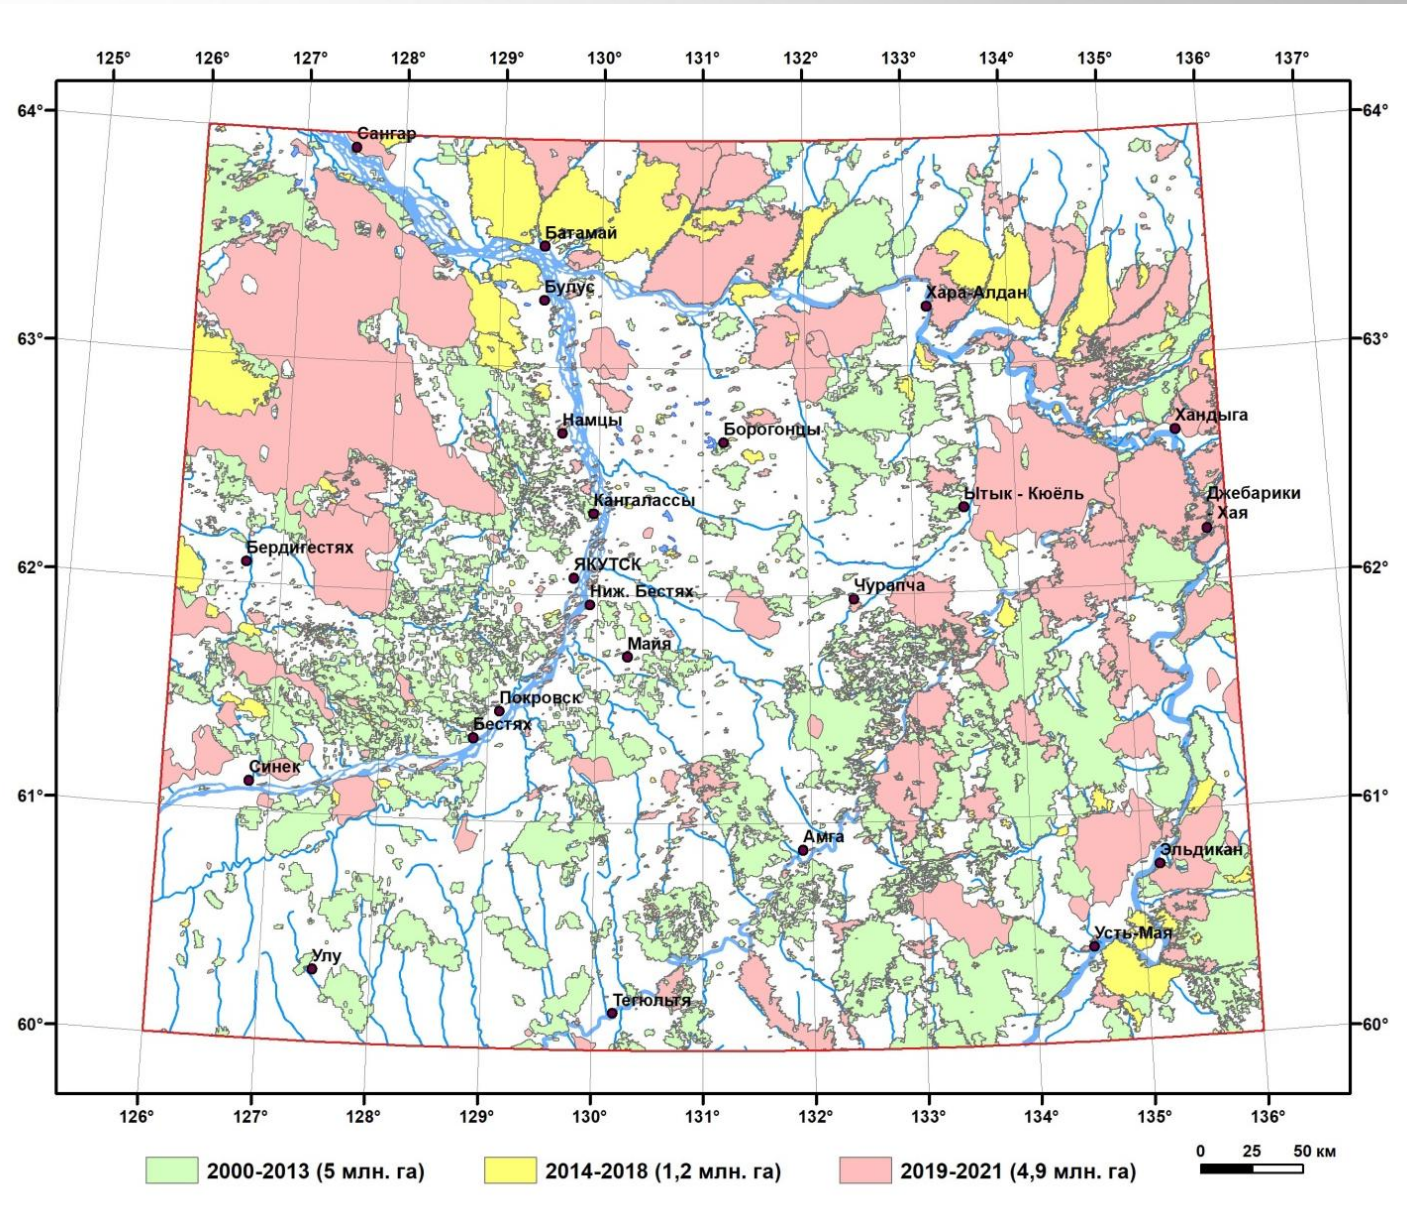 125° 126° 127° 128° 129° 130° 131° 132° 133° 134° 135° 136° 137°
64° 64°
Сангар
Батамай
Булус
Хара-Алдан
63° 63°
Хандыга
Намцы
Борогонцы
Ытык - Кюёль
Джебарики
Хая
Кангалассы
Бердигестях
ЯКУТСК
62° 62°
Чурапча
Ниж. Бестях
Майя
Покровск
Бестях
Синек
61° 61°
Амга
Эльдикан
Усть-Мая
Улу
Тегюльтя
60° 60°
126° 127° 128° 129° 130° 131° 132° 133° 134° 135° 136°
0 25 50 км
2000-2013 (5 млн. га) 2014-2018 (1,2 млн. га) 2019-2021 (4,9 млн. га)